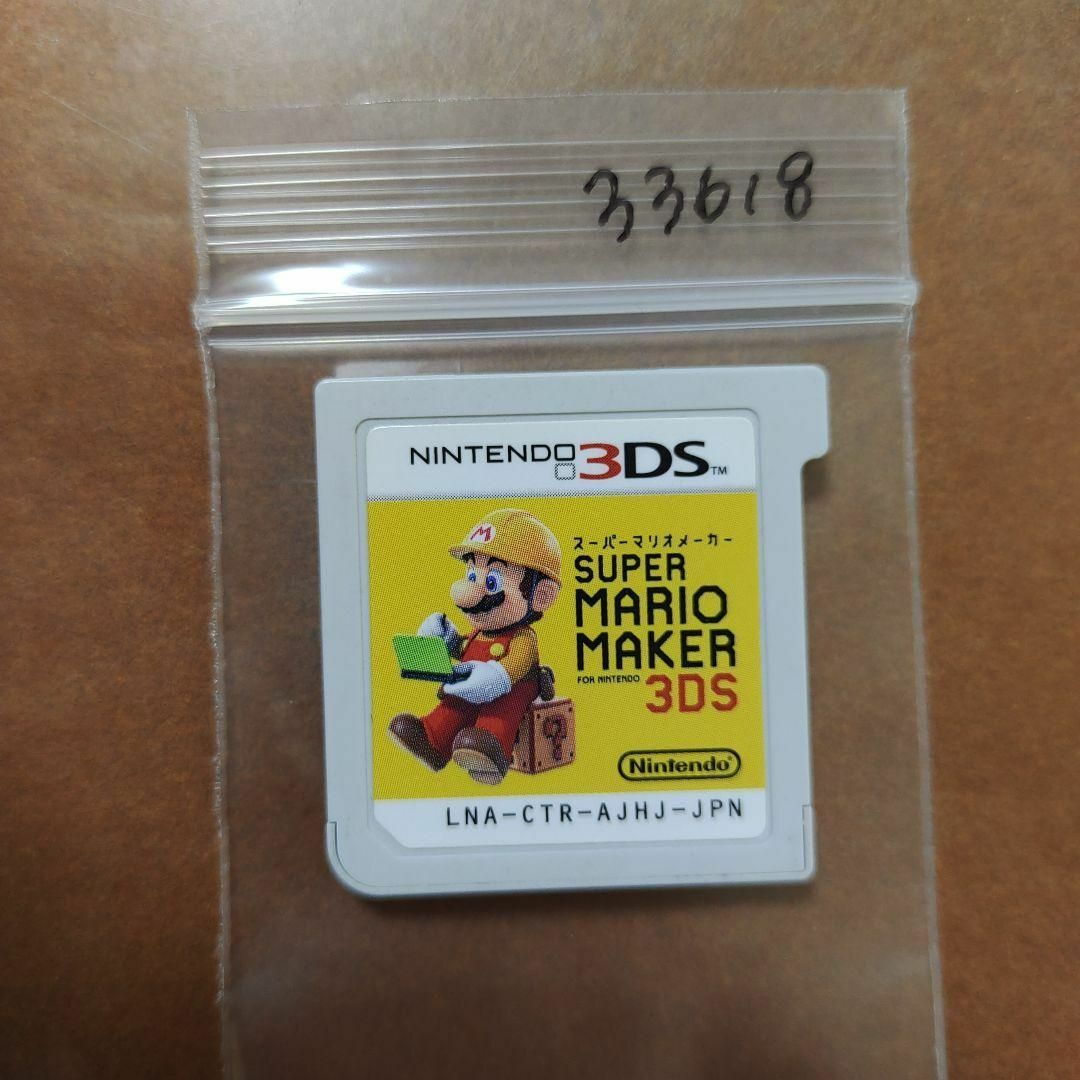 33618
NINTENDO 3DS™
M
スーパーマリオメーカー
SUPER
MARIO
MAKER
FOR NINTENDO
3DS
?
Nintendo
LNA-CTR-AJHJ-JPN